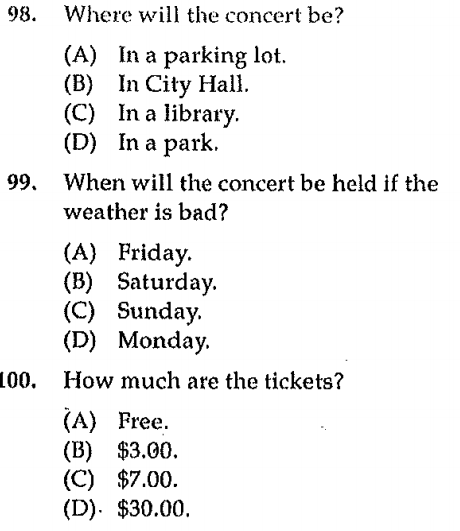 98. Where will the concert be?
(A) In a parking lot.
(B) In City Hall.
(C) In a library.
(D) In a park.
99. When will the concert be held if the
weather is bad?
(A) Friday.
(B) Saturday.
(C) Sunday.
(D) Monday.
100. How much are the tickets?
(A) Free.
(B) $3.00.
(C) $7.00.
(D) $30.00.